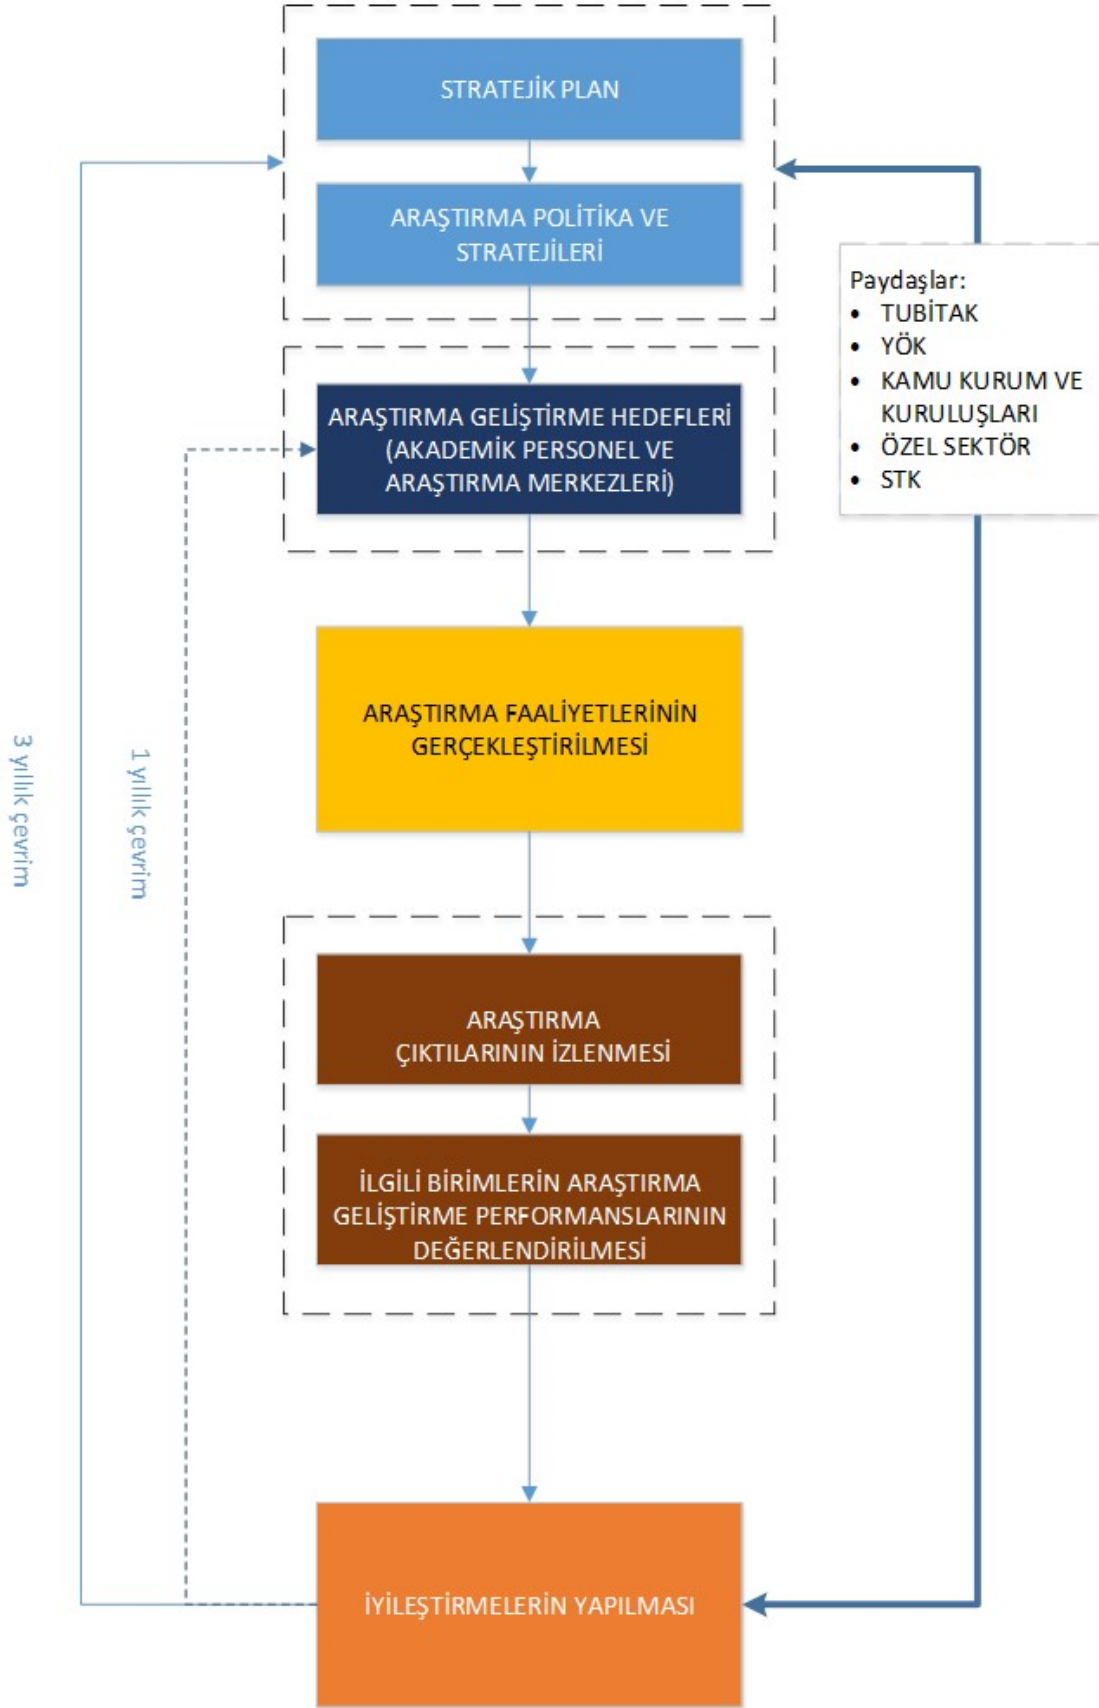 STRATEJİK PLAN
ARAŞTIRMA POLİTİKA VE
STRATEJİLERİ
Paydaşlar:
• TUBİTAK
• YÖK
• KAMU KURUM VE
KURULUŞLARI
• ÖZEL SEKTÖR
• STK
ARAŞTIRMA GELİŞTİRME HEDEFLERİ
(AKADEMİK PERSONEL VE
ARAŞTIRMA MERKEZLERİ)
ARAŞTIRMA FAALİYETLERİNİN
GERÇEKLEŞTİRİLMESİ
3 yıllık çevrim
1 yıllık çevrim
ARAŞTIRMA
ÇIKTILARININ İZLENMESİ
İLGİLİ BİRİMLERİN ARAŞTIRMA
GELİŞTİRME PERFORMANSLARININ
DEĞERLENDİRİLMESİ
İYİLEŞTİRMELERİN YAPILMASI